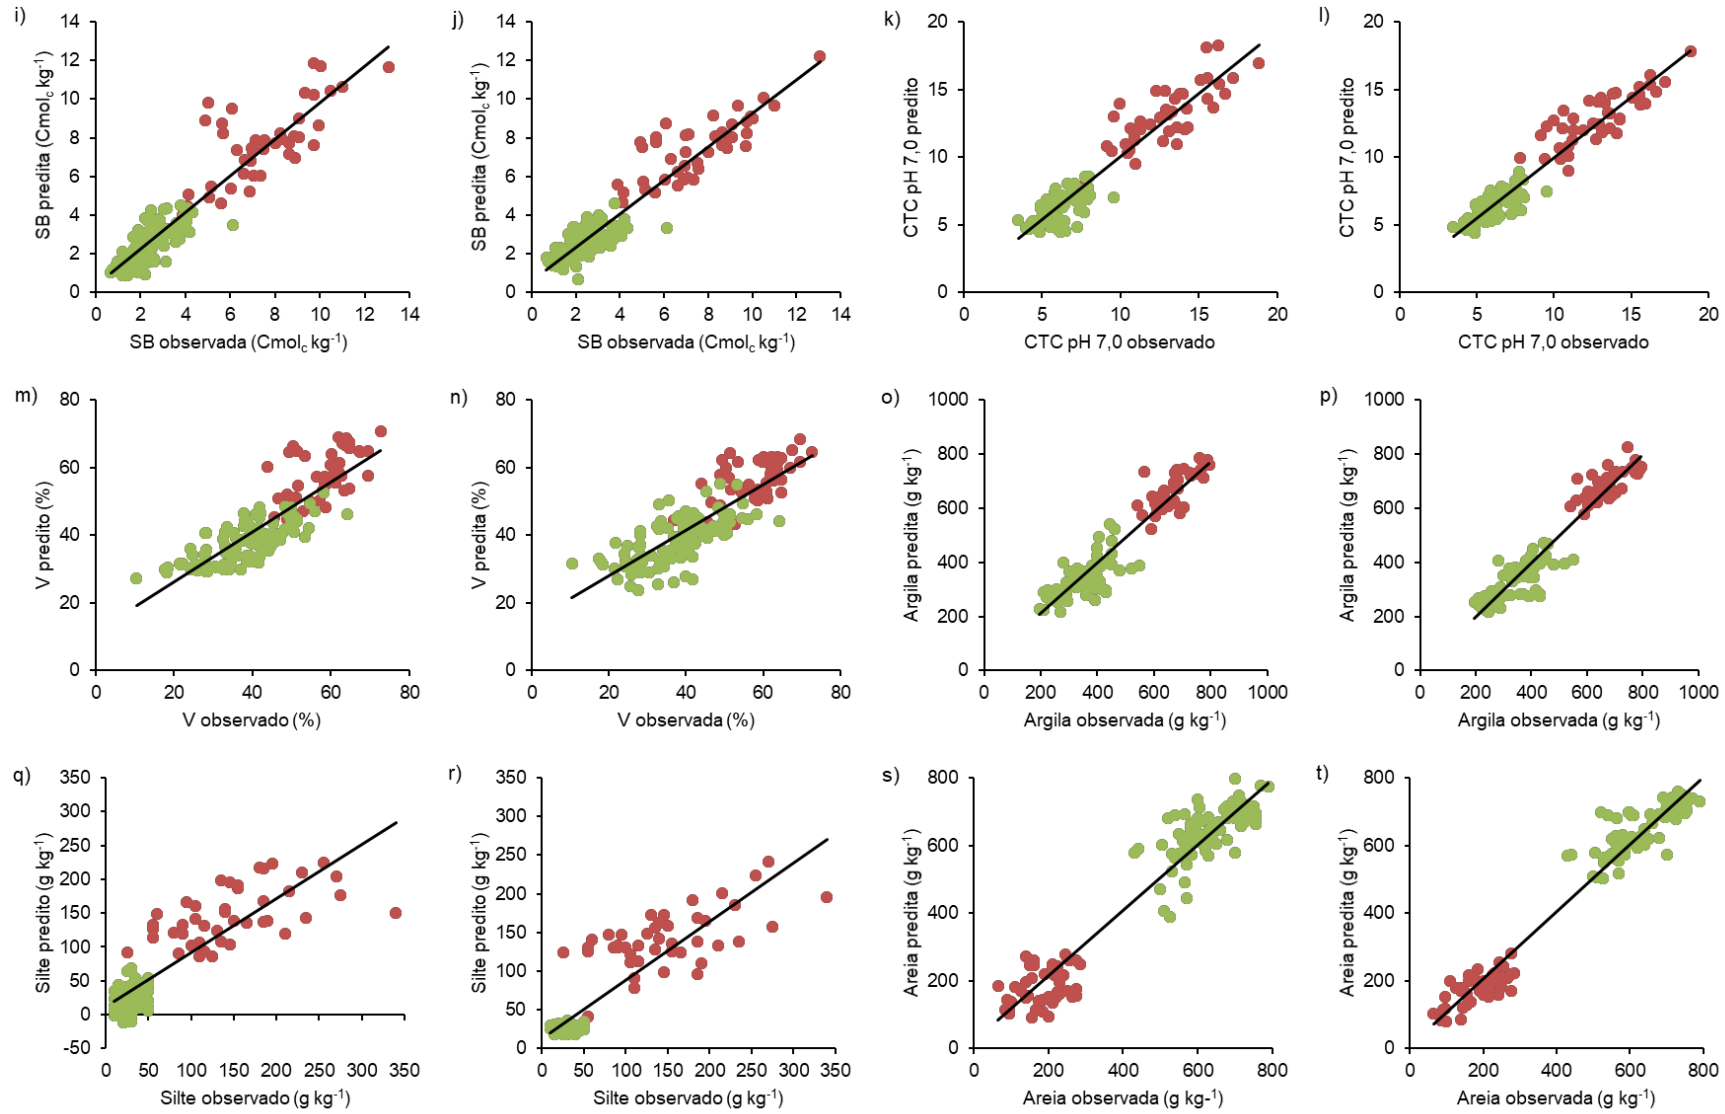 i)
14
12
10
8
6
4
2
0
SB predita (Cmolc kg-1)
0 2 4 6 8 10 12 14
SB observada (Cmolc kg-1)
j)
14
12
10
8
6
4
2
0
SB predita (Cmolc kg-1)
0 2 4 6 8 10 12 14
SB observada (Cmolc kg-1)
k)
20
15
10
5
0
CTC pH 7,0 predito
0 5 10 15 20
CTC pH 7,0 observado
l)
20
15
10
5
0
CTC pH 7,0 predito
0 5 10 15 20
CTC pH 7,0 observado
m)
80
60
40
20
0
V predito (%)
0 20 40 60 80
V observado (%)
n)
80
60
40
20
0
V predita (%)
0 20 40 60 80
V observada (%)
o)
1000
800
600
400
200
0
Argila predita (g kg-1)
0 200 400 600 800 1000
Argila observada (g kg-1)
p)
1000
800
600
400
200
0
Argila predita (g kg-1)
0 200 400 600 800 1000
Argila observada (g kg-1)
q)
350
300
250
200
150
100
50
0
-50
Silte predito (g kg-1)
0 50 100 150 200 250 300 350
Silte observado (g kg-1)
r)
350
300
250
200
150
100
50
0
Silte predito (g kg-1)
0 50 100 150 200 250 300 350
Silte observado (g kg-1)
s)
800
600
400
200
0
Areia predita (g kg-1)
0 200 400 600 800
Areia observada (g kg-1)
t)
800
600
400
200
0
Areia predita (g kg-1)
0 200 400 600 800
Areia observada (g kg-1)